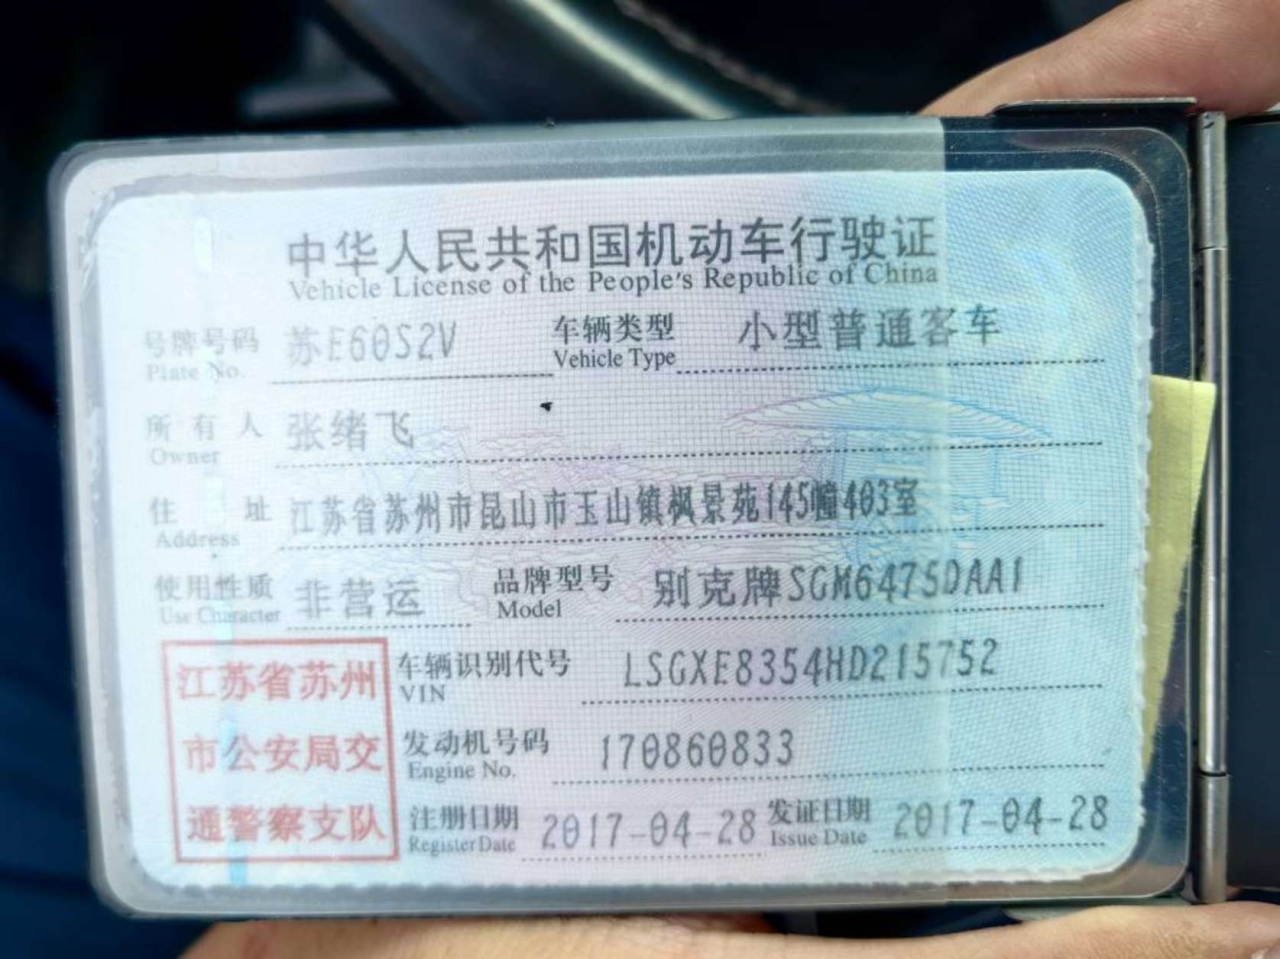 中华人民共和国机动车行驶证
Vehicle License of the People's Republic of China
号牌号码 苏E60S2V 车辆类型 小型普通客车
Plate No. Vehicle Type
所有人 张绪飞
Owner
住址 江苏省苏州市昆山市玉山镇枫景苑145幢403室
Address
使用性质 非营运 品牌型号 别克牌SGM6475DAA1
Use Character Model
江苏省苏州 车辆识别代号 LSGXE8354HD215752
VIN
市公安局交 发动机号码 170860833
Engine No.
通警察支队 注册日期 2017-04-28 发证日期 2017-04-28
Register Date Issue Date